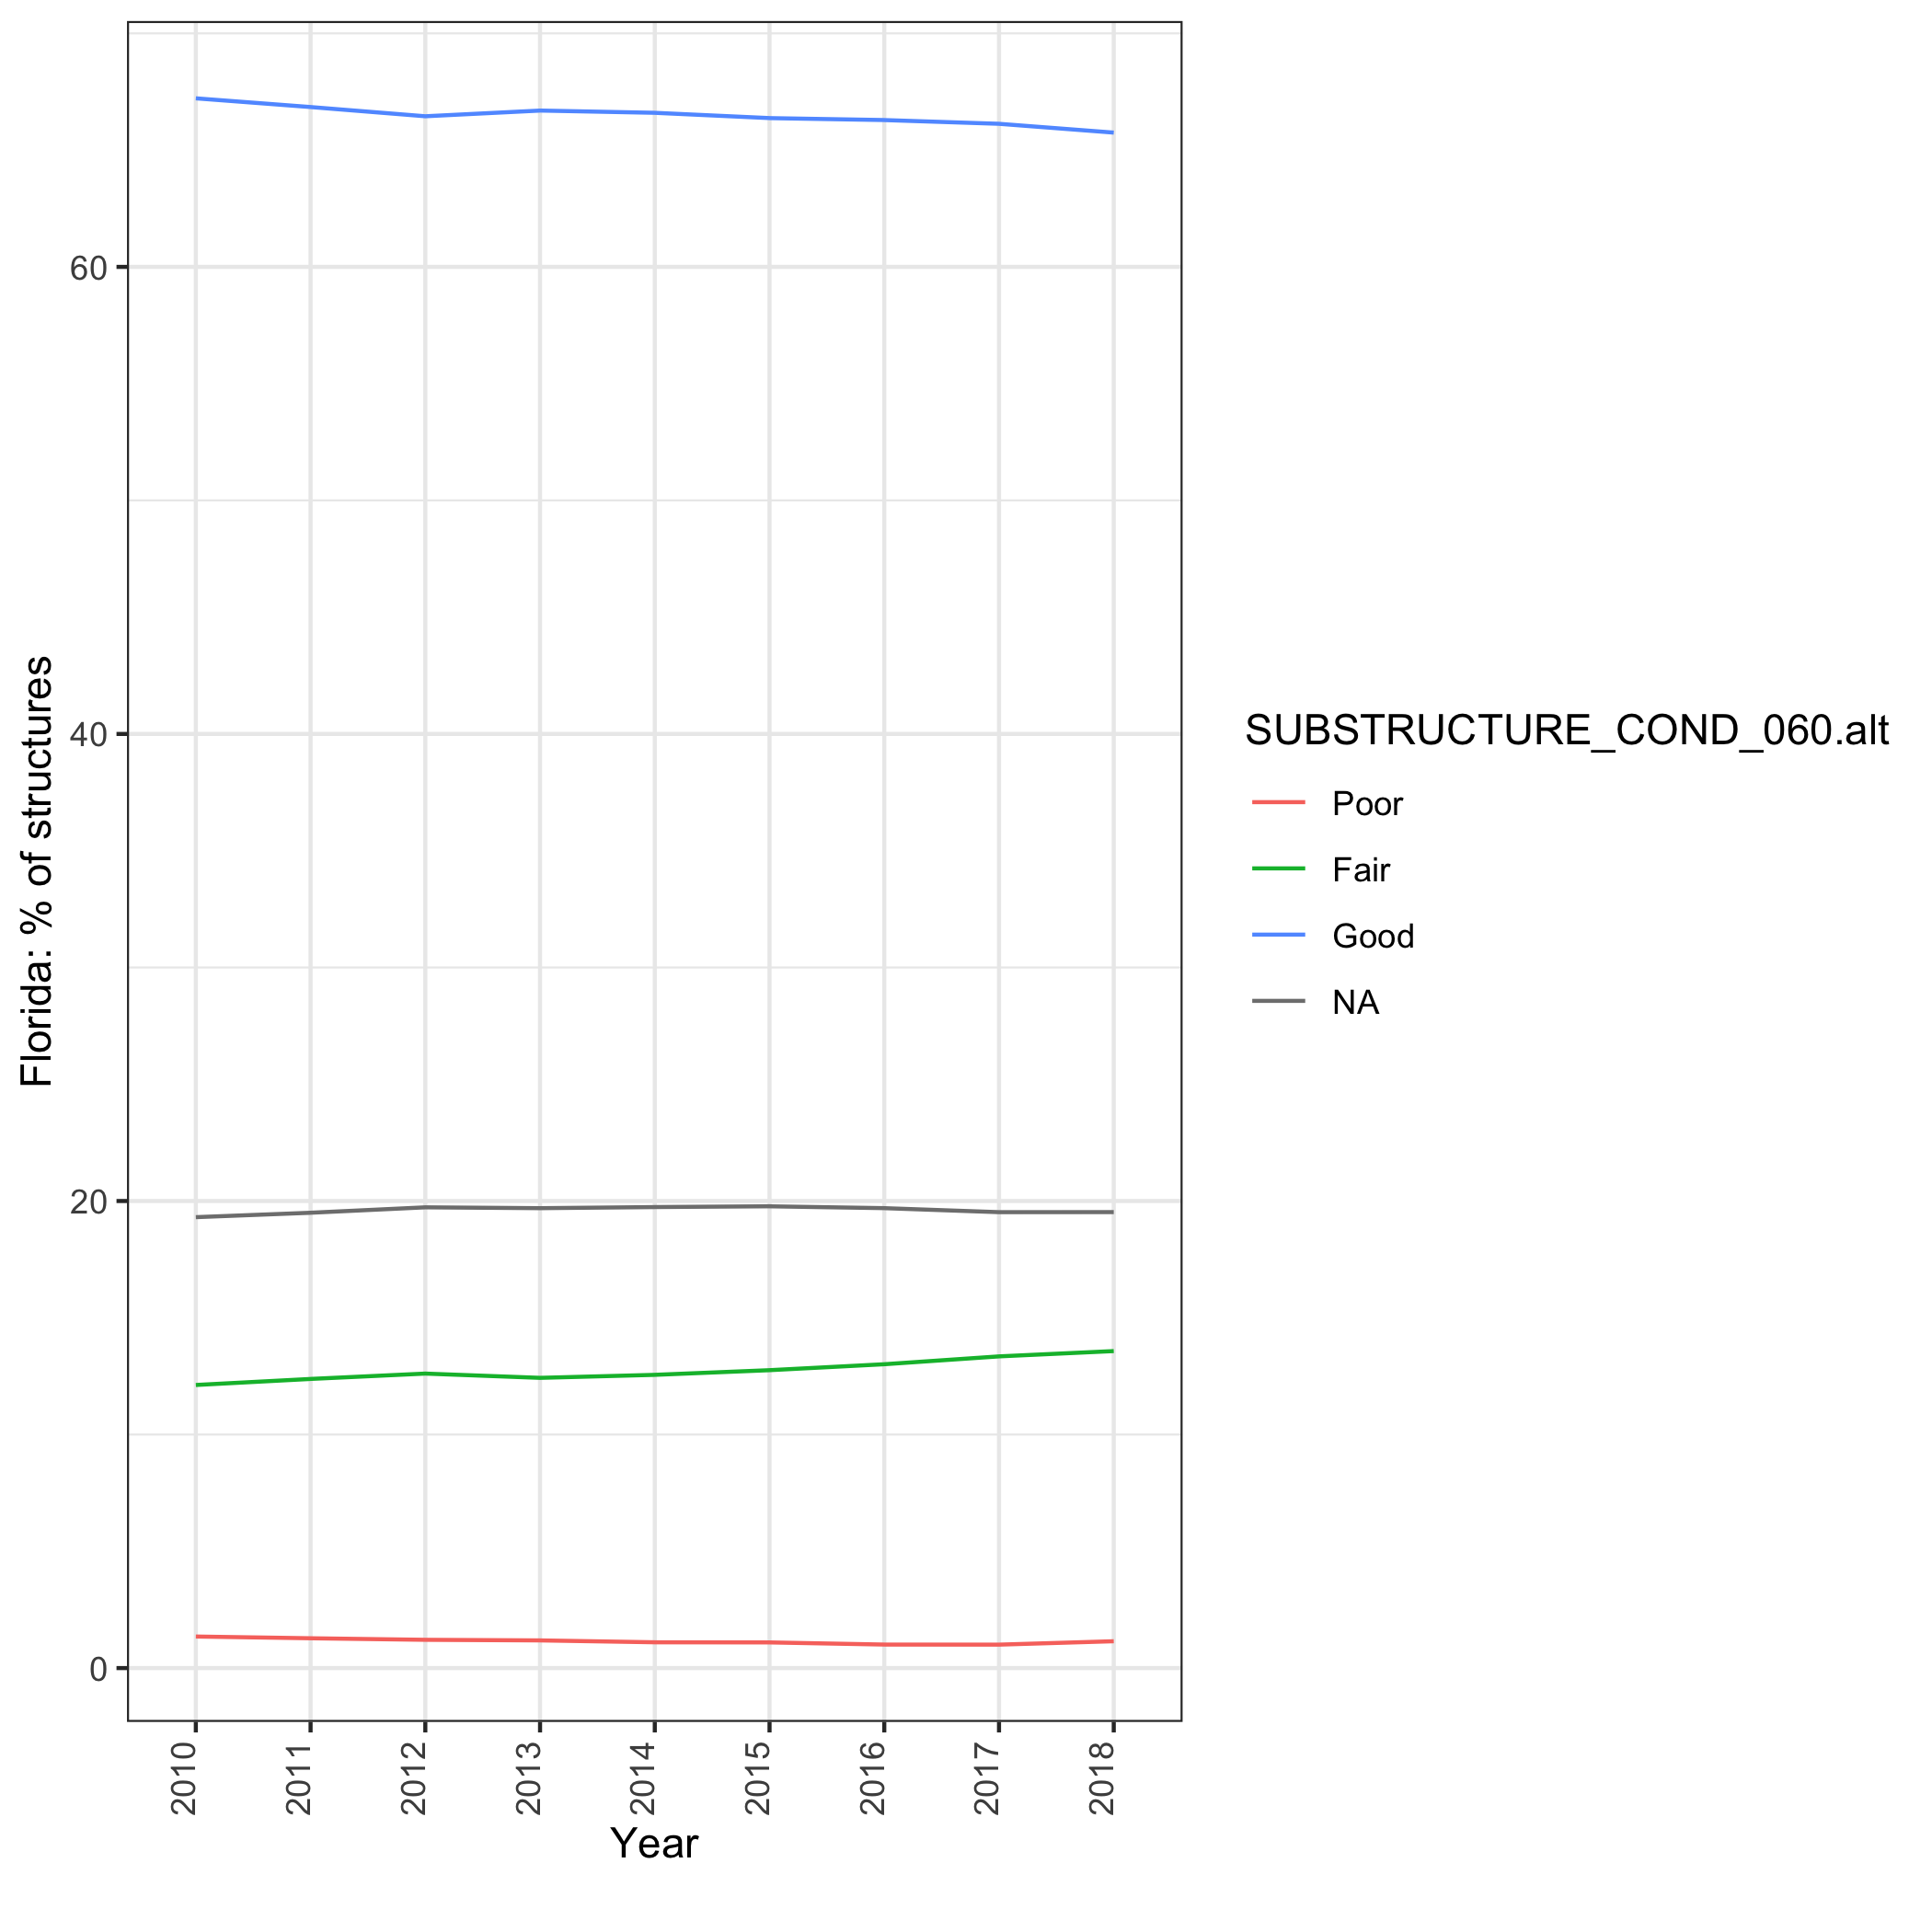 Florida: % of structures
60
40
20
0
2010
2011
2012
2013
2014
2015
2016
2017
2018
Year
SUBSTRUCTURE_COND_060.alt
Poor
Fair
Good
NA